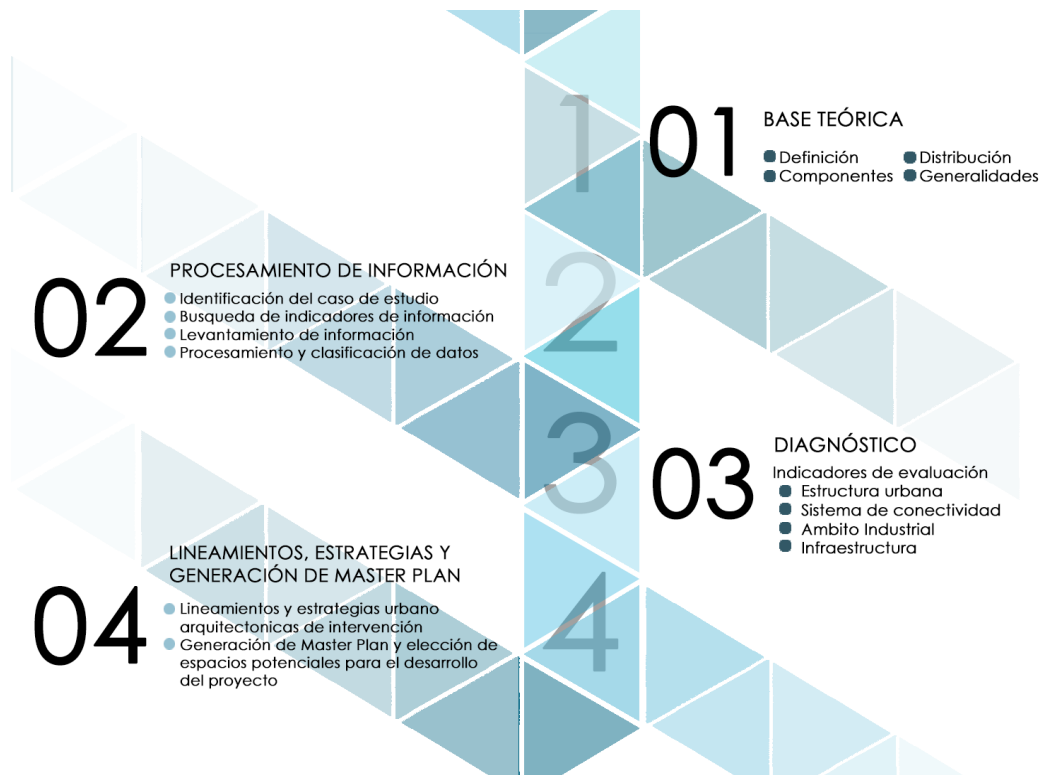 1
01
BASE TEÓRICA
Definición
Distribución
Componentes
Generalidades
2
02
PROCESAMIENTO DE INFORMACIÓN
Identificación del caso de estudio
Busqueda de indicadores de información
Levantamiento de información
Procesamiento y clasificación de datos
3
03
DIAGNÓSTICO
Indicadores de evaluación
Estructura urbana
Sistema de conectividad
Ambito Industrial
Infraestructura
4
04
LINEAMIENTOS, ESTRATEGIAS Y
GENERACIÓN DE MASTER PLAN
Lineamientos y estrategias urbano
arquitectonicas de intervención
Generación de Master Plan y elección de
espacios potenciales para el desarrollo
del proyecto